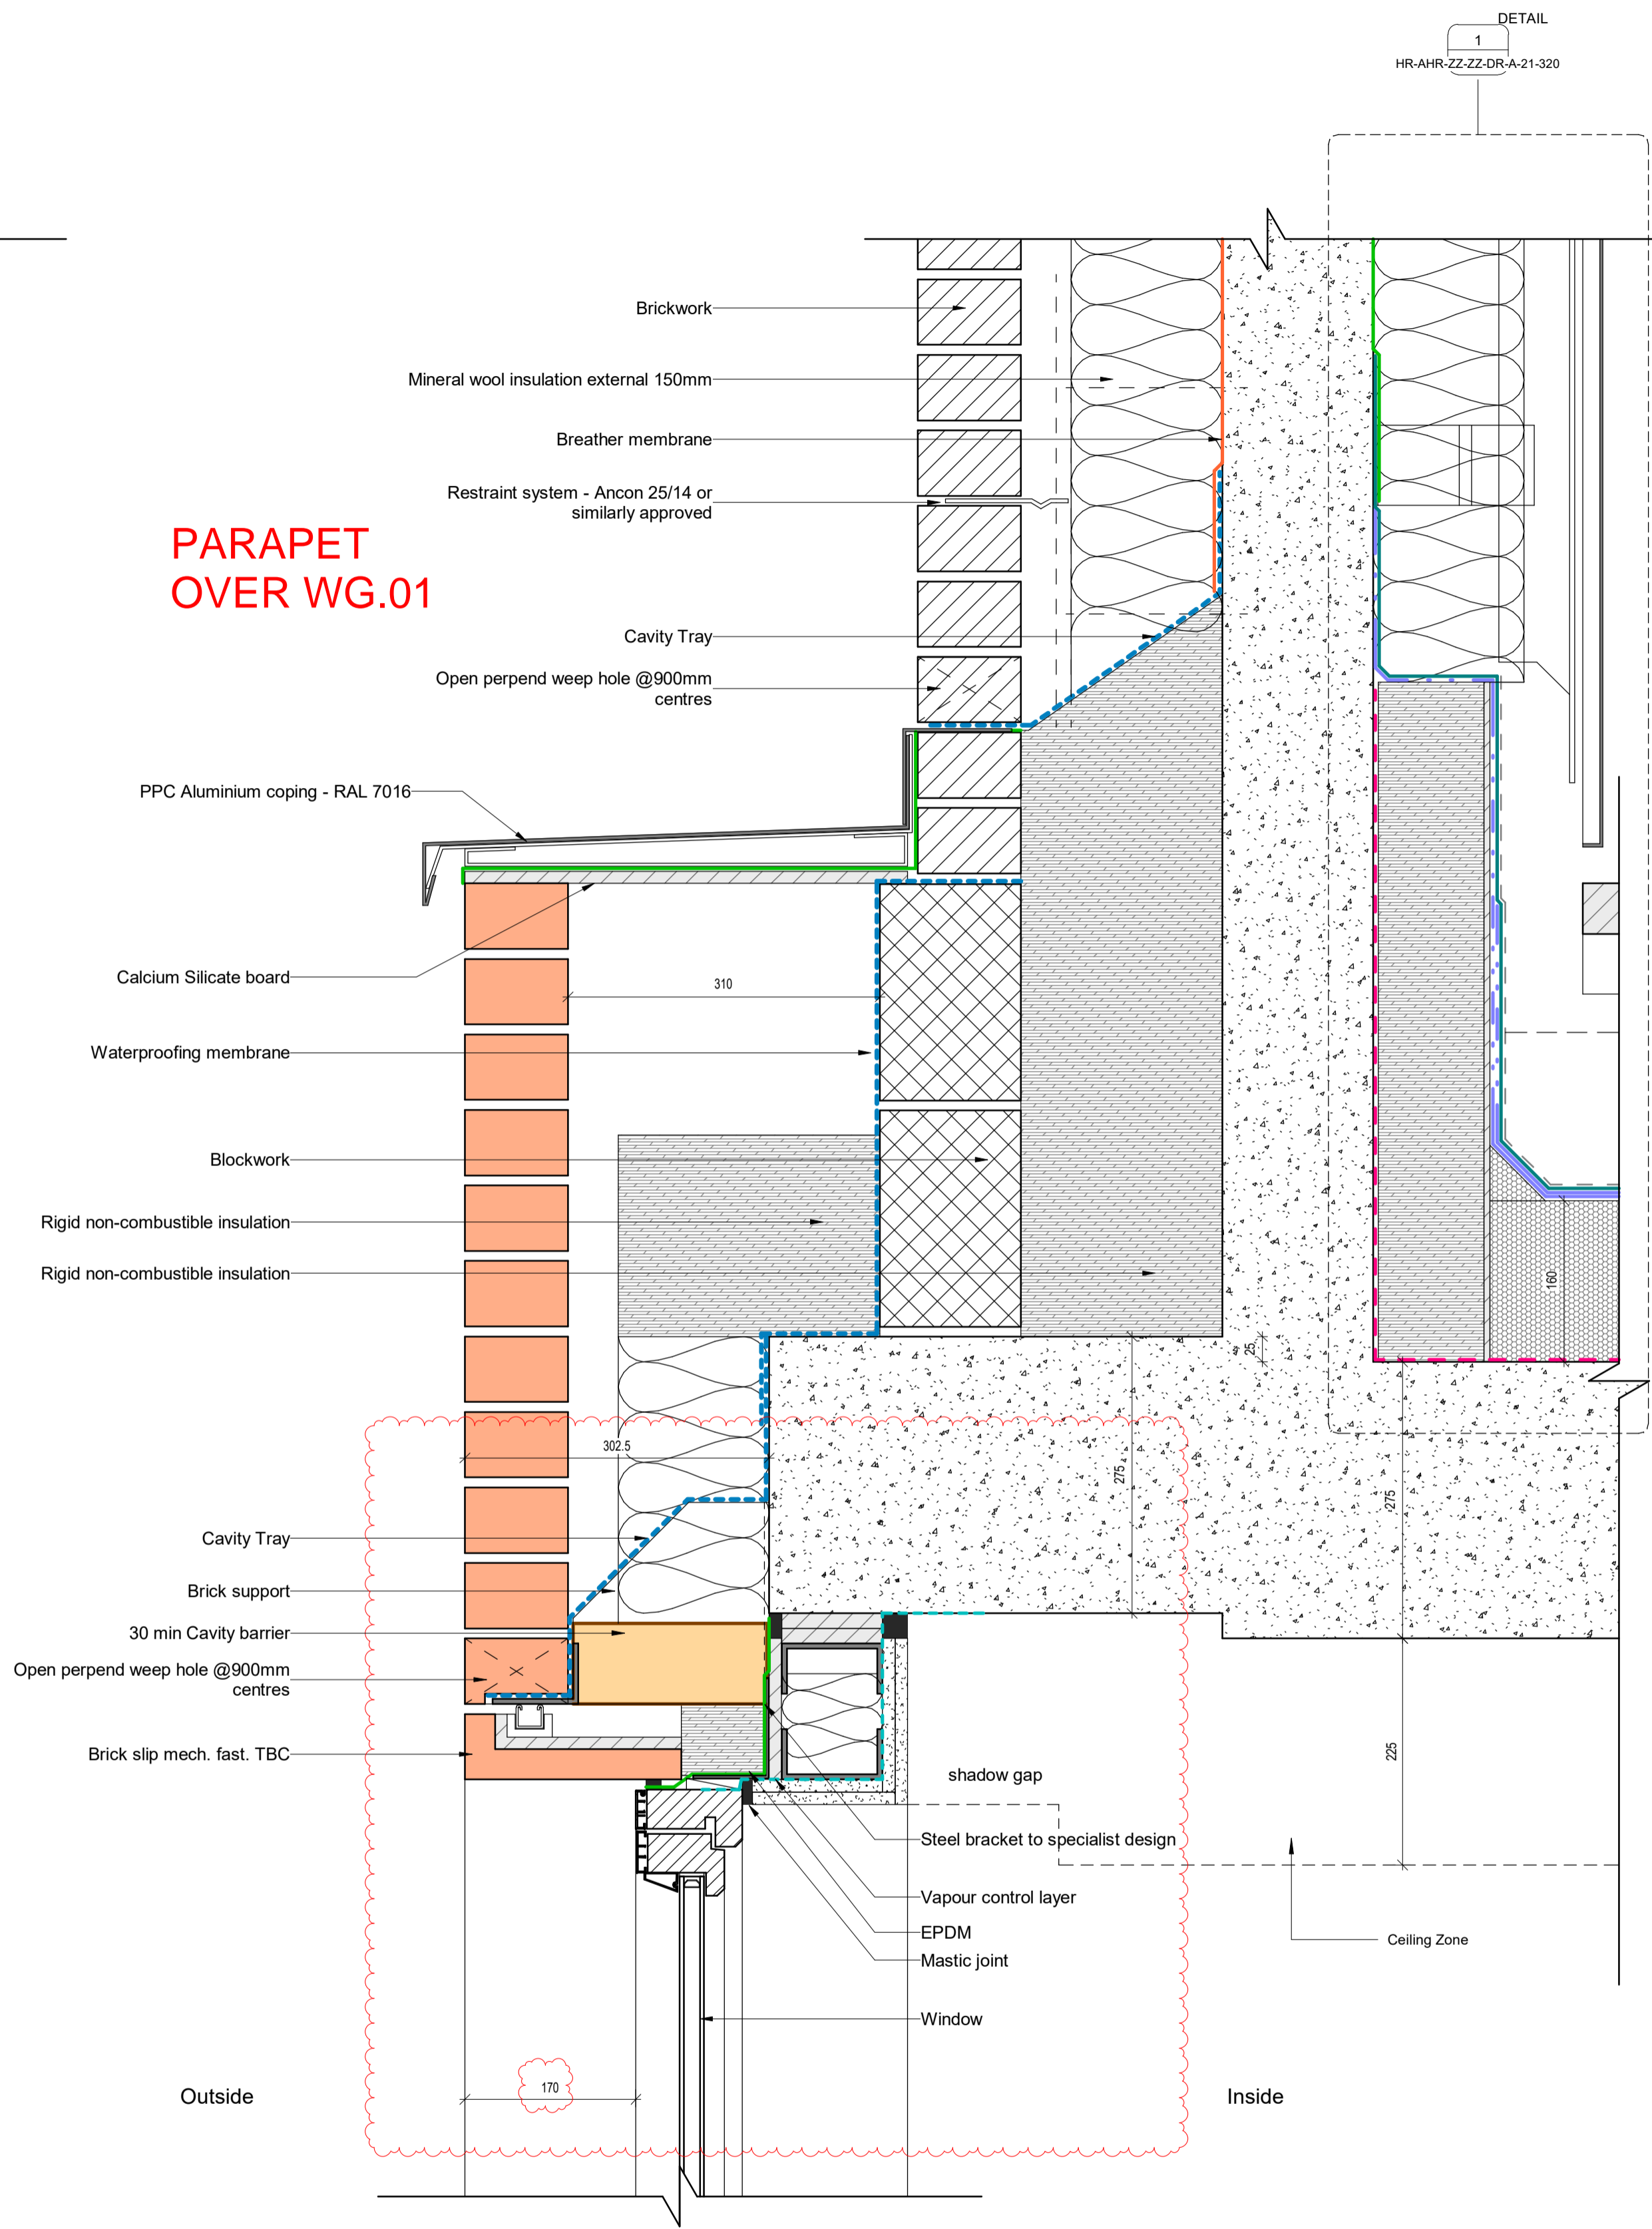 DETAIL
1
HR-AHR-ZZ-ZZ-DR-A-21-320
Brickwork
Mineral wool insulation external 150mm
Breather membrane
Restraint system - Ancon 25/14 or
similarly approved
PARAPET
OVER WG.01
Cavity Tray
Open perpend weep hole @900mm
centres
PPC Aluminium coping - RAL 7016
Calcium Silicate board
310
Waterproofing membrane
Blockwork
Rigid non-combustible insulation
Rigid non-combustible insulation
160
25
302.5
275
275
Cavity Tray
Brick support
30 min Cavity barrier
Open perpend weep hole @900mm
centres
Brick slip mech. fast. TBC
225
shadow gap
Steel bracket to specialist design
Vapour control layer
EPDM
Mastic joint
Ceiling Zone
Window
170
Outside
Inside